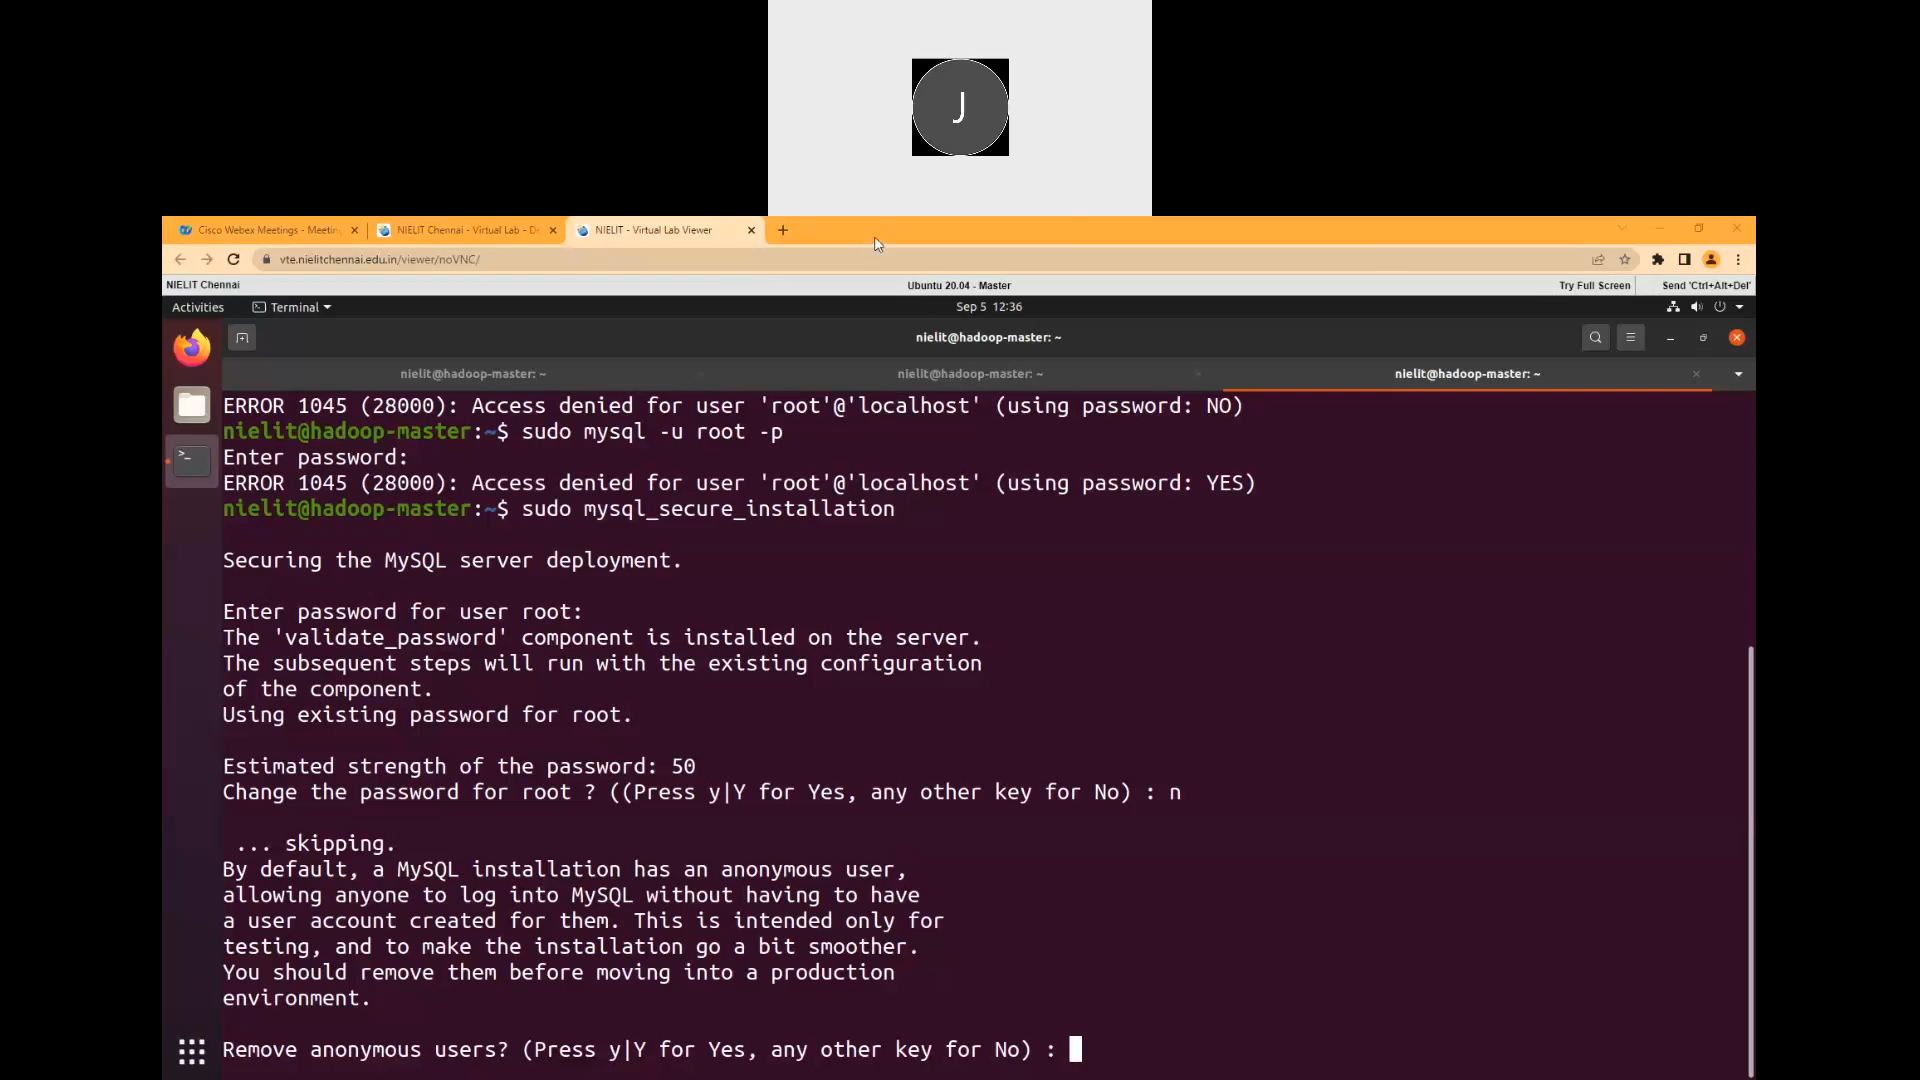 J
Cisco Webex Meetings - Meetin
NIELIT Chennai - Virtual Lab - D
NIELIT - Virtual Lab Viewer
vte.nielitchennai.edu.in/viewer/noVNC/
NIELIT Chennai
Ubuntu 20.04 - Master
Try Full Screen
Send 'Ctrl+Alt+Del'
Activities
Terminal
Sep 5 12:36
nielit@hadoop-master: ~
nielit@hadoop-master: ~
nielit@hadoop-master: ~
nielit@hadoop-master: ~
ERROR 1045 (28000): Access denied for user 'root'@'localhost' (using password: NO)
nielit@hadoop-master:~$ sudo mysql -u root -p
Enter password:
ERROR 1045 (28000): Access denied for user 'root'@'localhost' (using password: YES)
nielit@hadoop-master:~$ sudo mysql_secure_installation
Securing the MySQL server deployment.
Enter password for user root:
The 'validate_password' component is installed on the server.
The subsequent steps will run with the existing configuration
of the component.
Using existing password for root.
Estimated strength of the password: 50
Change the password for root ? ((Press y|Y for Yes, any other key for No) : n
... skipping.
By default, a MySQL installation has an anonymous user,
allowing anyone to log into MySQL without having to have
a user account created for them. This is intended only for
testing, and to make the installation go a bit smoother.
You should remove them before moving into a production
environment.
Remove anonymous users? (Press y|Y for Yes, any other key for No) :